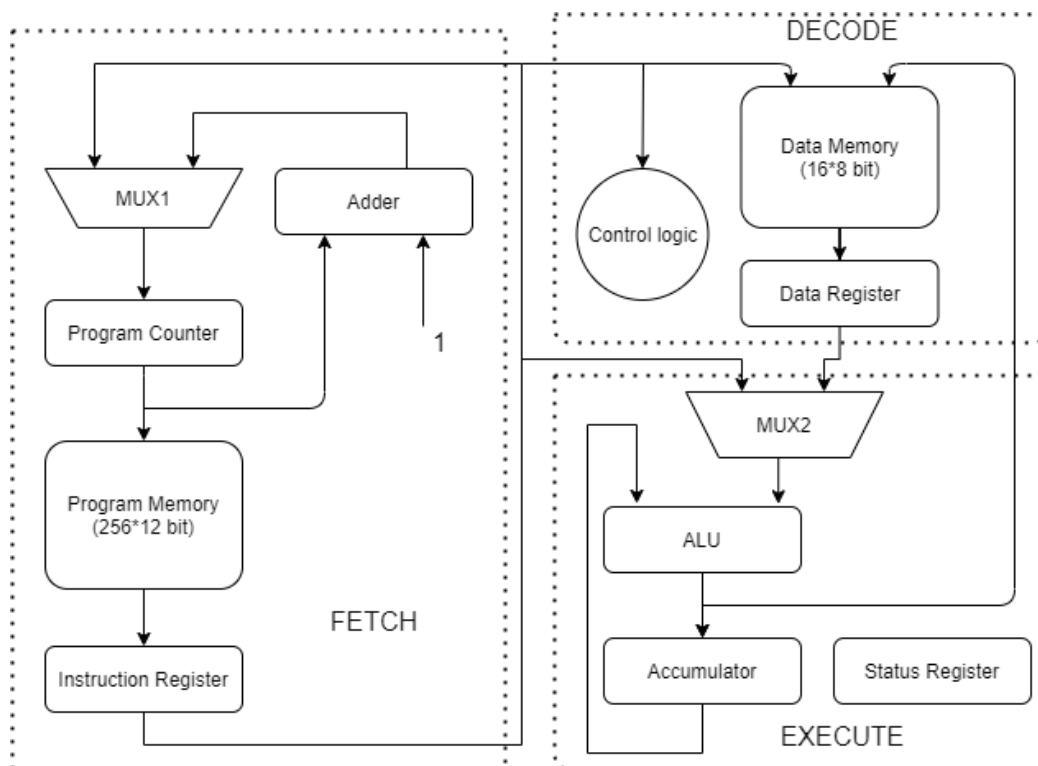 DECODE
MUX1
Adder
Data Memory
(16*8 bit)
Control logic
Data Register
Program Counter
1
MUX2
Program Memory
(256*12 bit)
ALU
FETCH
Instruction Register
Accumulator
Status Register
EXECUTE